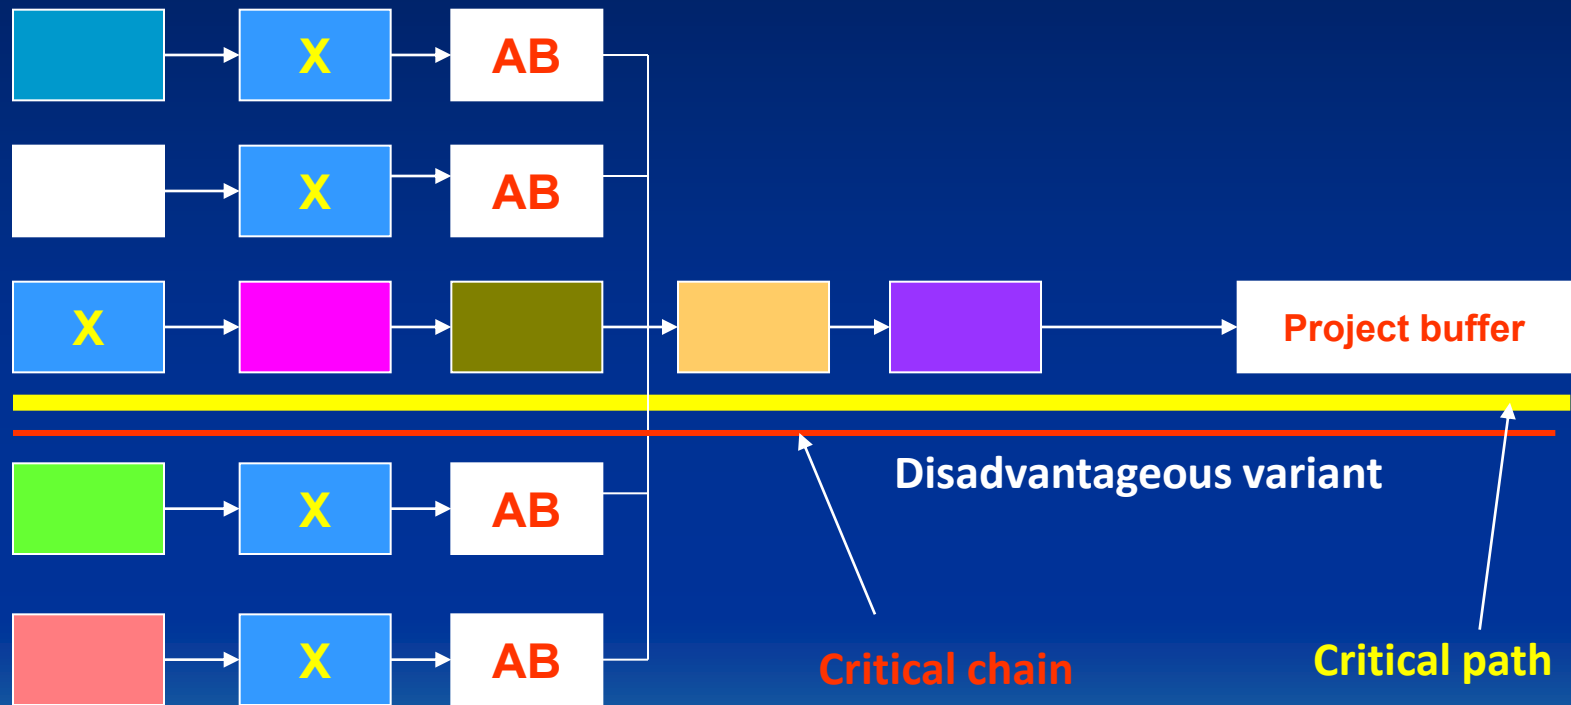 X AB
X AB
X Project buffer
Disadvantageous variant
X AB
X AB
Critical chain Critical path